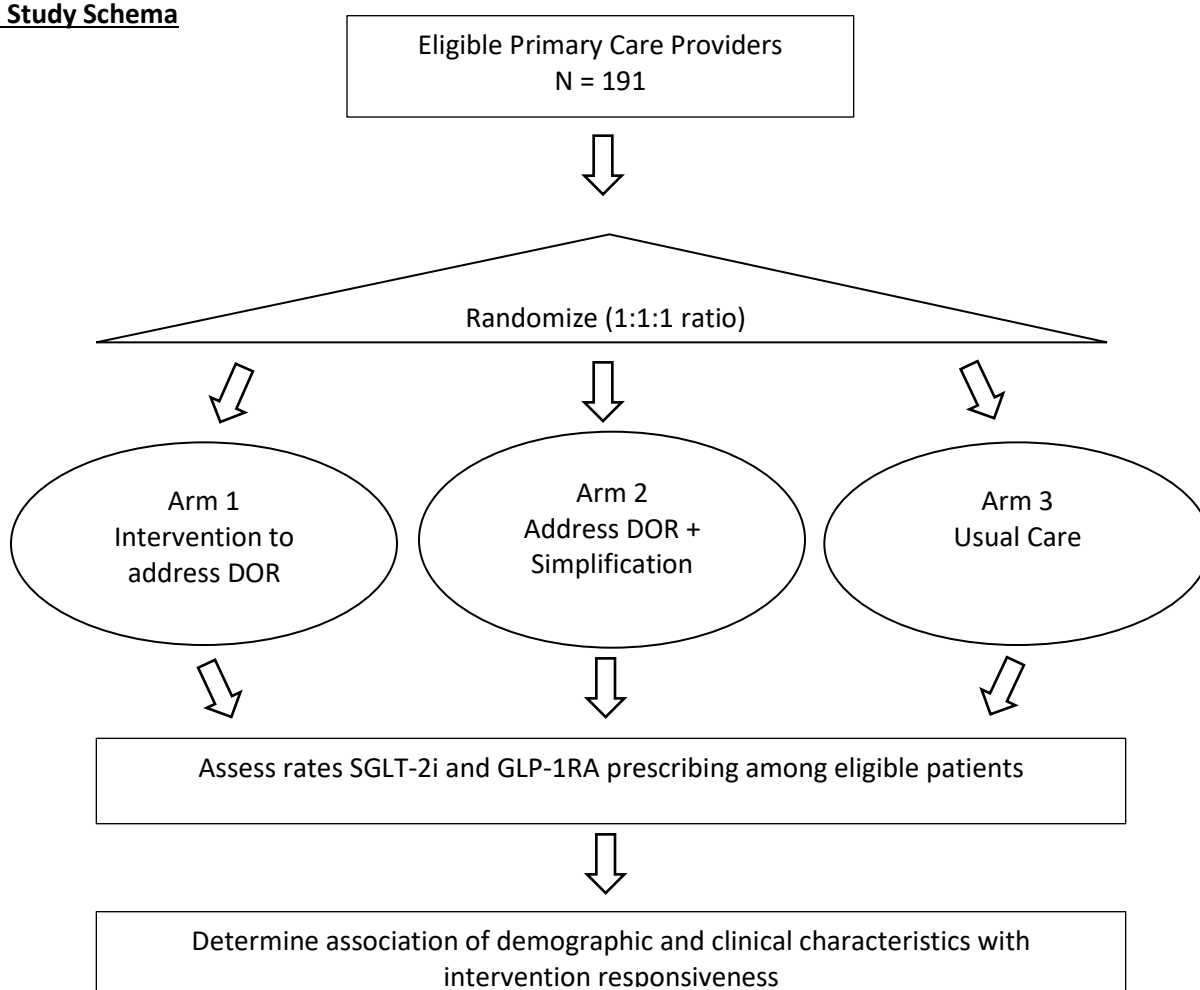 Study Schema
Eligible Primary Care Providers
N = 191
Randomize (1:1:1 ratio)
Arm 1
Intervention to
address DOR
Arm 2
Address DOR +
Simplification
Arm 3
Usual Care
Assess rates SGLT-2i and GLP-1RA prescribing among eligible patients
Determine association of demographic and clinical characteristics with
intervention responsiveness